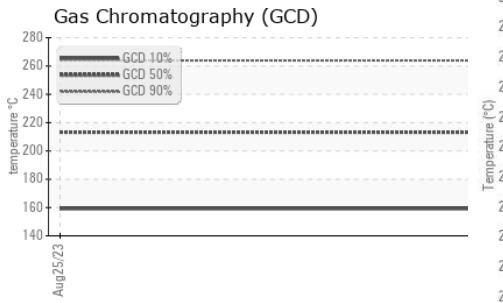 Gas Chromatography (GCD)
280
260
240
220
200
180
160
140
temperature °C
GCD 10%
GCD 50%
GCD 90%
Aug25/23
Temperature (°C)